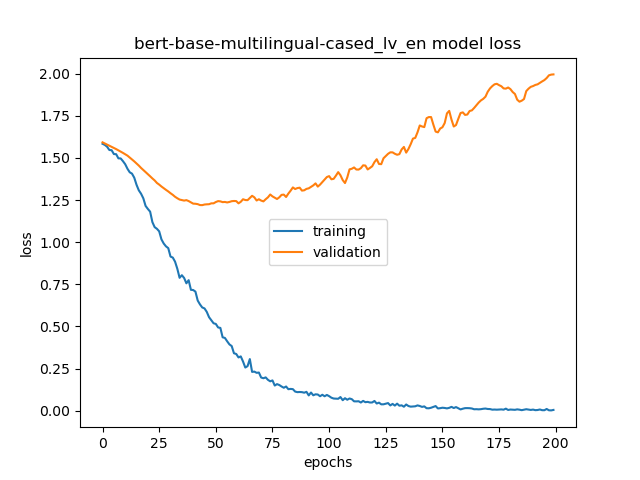 bert-base-multilingual-cased_lv_en model loss
2.00
1.75
1.50
1.25
1.00
0.75
0.50
0.25
0.00
loss
training
validation
0 25 50 75 100 125 150 175 200
epochs